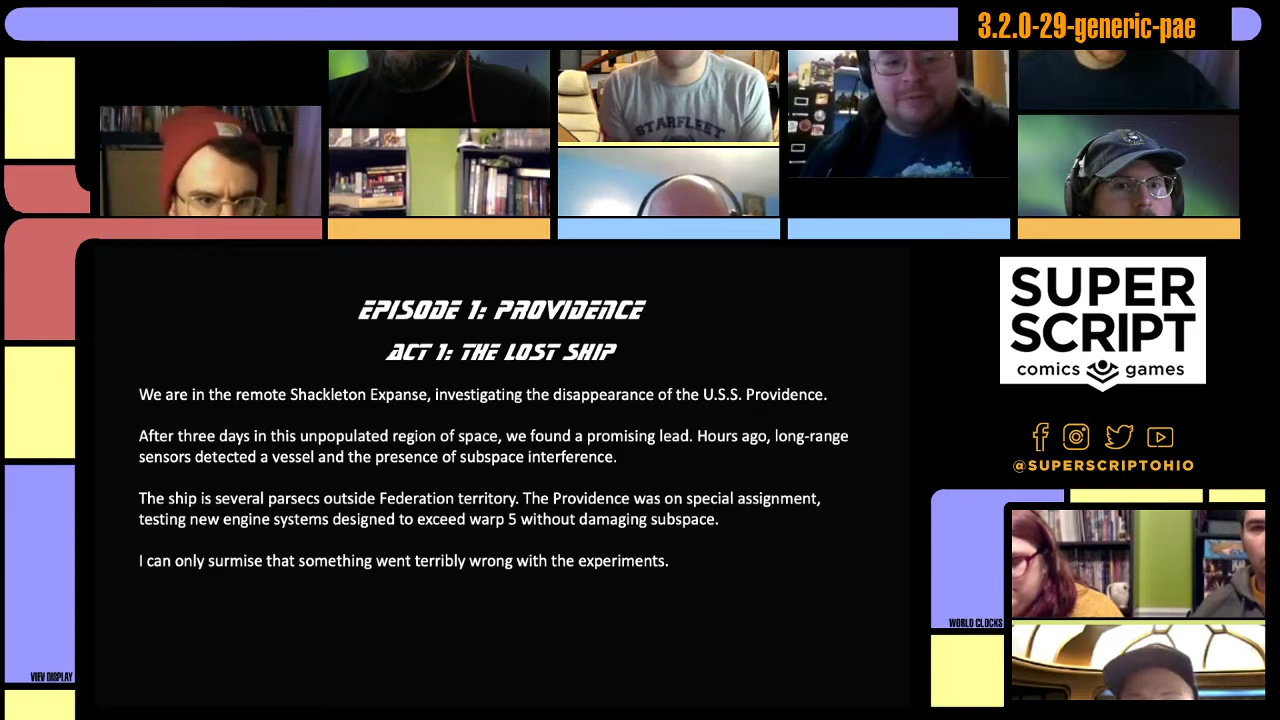 3.2.0-29-generic-pae
STARFLEET
EPISODE 1: PROVIDENCE
ACT 1: THE LOST SHIP
We are in the remote Shackleton Expanse, investigating the disappearance of the U.S.S. Providence.
After three days in this unpopulated region of space, we found a promising lead. Hours ago, long-range
sensors detected a vessel and the presence of subspace interference.
The ship is several parsecs outside Federation territory. The Providence was on special assignment,
testing new engine systems designed to exceed warp 5 without damaging subspace.
I can only surmise that something went terribly wrong with the experiments.
SUPER
SCRIPT
comics games
@SUPERSCRIPTOHIO
WORLD CLOCKS
VIEW DISPLAY